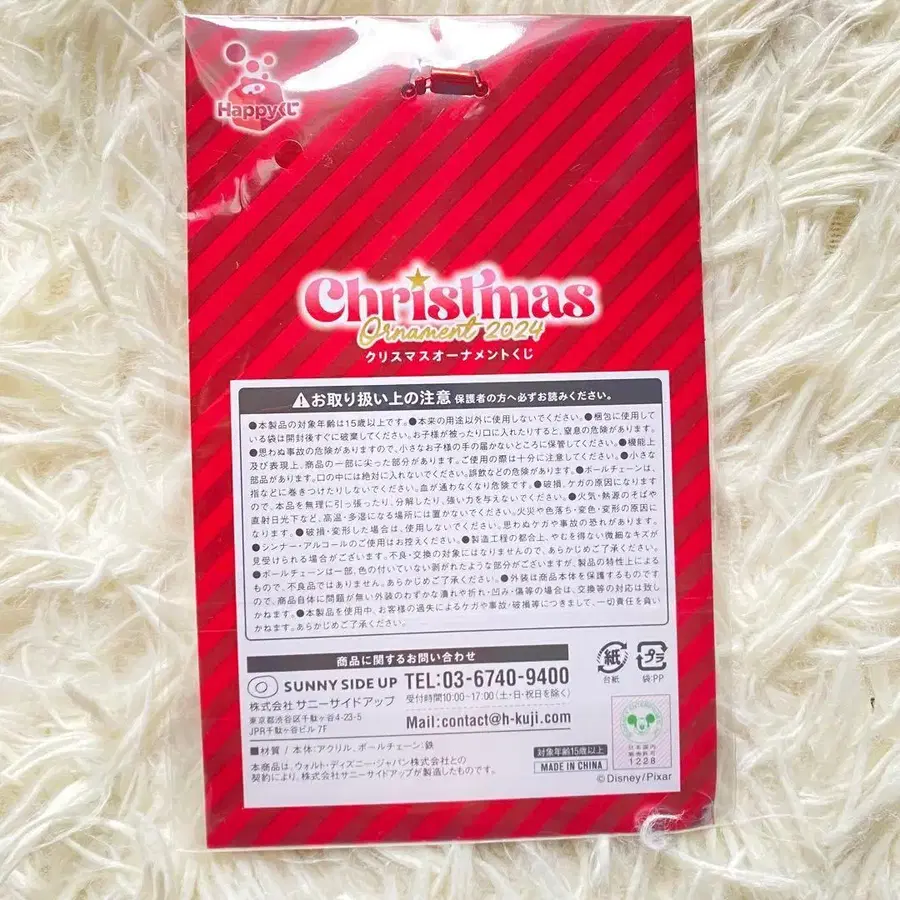 Happyくじ
Christmas
Ornament 2024
クリスマスオーナメントくじ
お取り扱い上の注意 保護者の方へ必ずお読みください。
●本製品の対象年齢は15歳以上です。●本来の用途以外に使用しないでください。●梱包に使用して
いる袋は開封後すぐに破棄してください。お子様が被ったり口に入れたりすると、窒息の危険があります。
●思わぬ事故の危険がありますので、小さなお子様の手の届かないところに保管してください。●機能上
及び表現上、商品の一部に尖った部分があります。ご使用の際は十分に注意してください。●小さな
部品があります。口の中には絶対に入れないでください。誤飲などの危険があります。●ボールチェーンは、
指などに巻きつけたりしないでください。血が通わなくなり危険です。●破損、ケガの原因になります
ので、本品を無理に引っ張ったり、分解したり、強い力を与えないでください。●火気・熱源のそばや
直射日光下など、高温・多湿になる場所には置かないでください。火災や色落ち・変色・変形の原因に
なります。●破損・変形した場合は、使用しないでください。思わぬケガや事故の恐れがあります。
●シンナー・アルコールのご使用はお控えください。●製造工程の都合上、やむを得ない微細なキズが
見受けられる場合がございます。不良・交換の対象にはなりませんので、あらかじめご了承ください。
●ボールチェーンは一部、色の付いていない剥がれたような部分がございますが、製品の特性上による
もので、不良品ではありません。あらかじめご了承ください。●外装は商品本体を保護するものです
ので、商品自体に問題が無い外装のわずかな潰れや折れ・凹み・傷等の場合は、交換等の対応は致し
かねます。●本製品を使用中、お客様の過失によるケガや事故・破損等につきまして、一切責任を負い
かねます。あらかじめご了承ください。
商品に関するお問い合わせ
SUNNY SIDE UP
株式会社 サニーサイドアップ
東京都渋谷区千駄ヶ谷4-23-5
JPR千駄ヶ谷ビル 7F
TEL:03-6740-9400
受付時間10:00~17:00(土・日・祝日を除く)
Mail:contact@h-kuji.com
紙
台紙
プラ
袋:PP
■材質 / 本体:アクリル、ボールチェーン:鉄
本商品は、ウォルト・ディズニー・ジャパン株式会社との
契約により、株式会社サニーサイドアップが製造したものです。
対象年齢15歳以上
MADE IN CHINA
日本国内
販売許可
1228
©Disney/Pixar